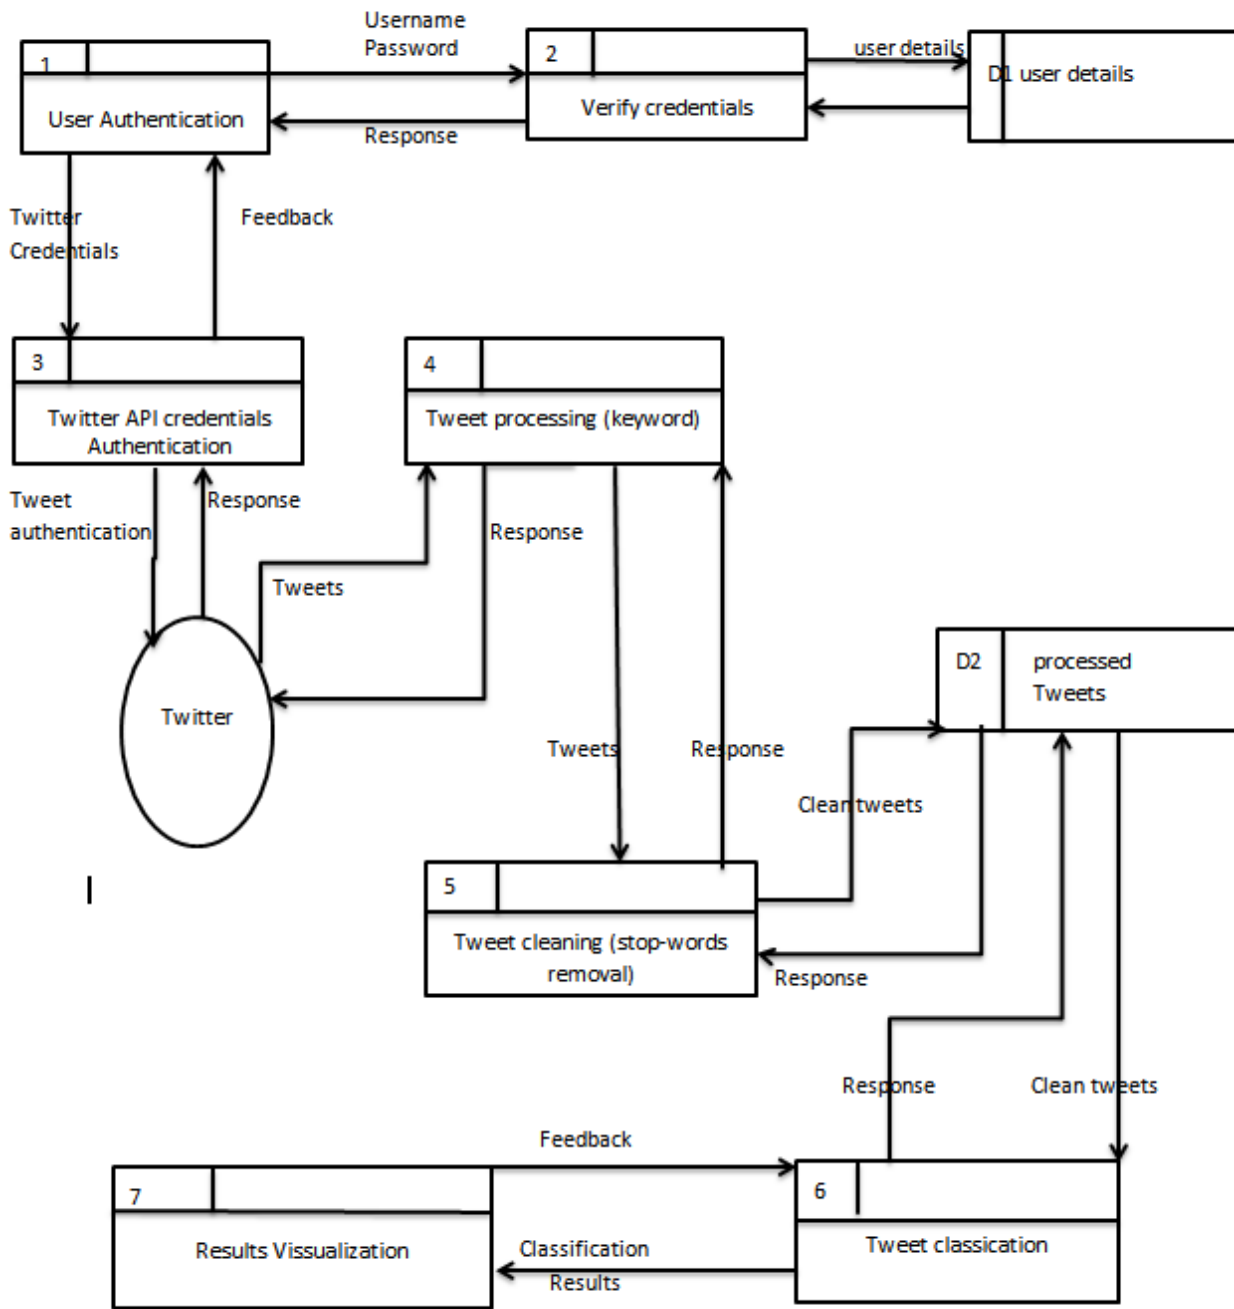 Username
Password
1
2
user details
D1 user details
User Authentication
Verify credentials
Response
Twitter
Credentials
Feedback
3
4
Twitter API credentials
Authentication
Tweet processing (keyword)
Tweet
authentication
Response
Response
Tweets
D2
processed
Tweets
Twitter
Tweets
Response
Clean tweets
5
Tweet cleaning (stop-words
removal)
Response
Response
Clean tweets
Feedback
7
6
Results Vissualization
Classification
Results
Tweet classication